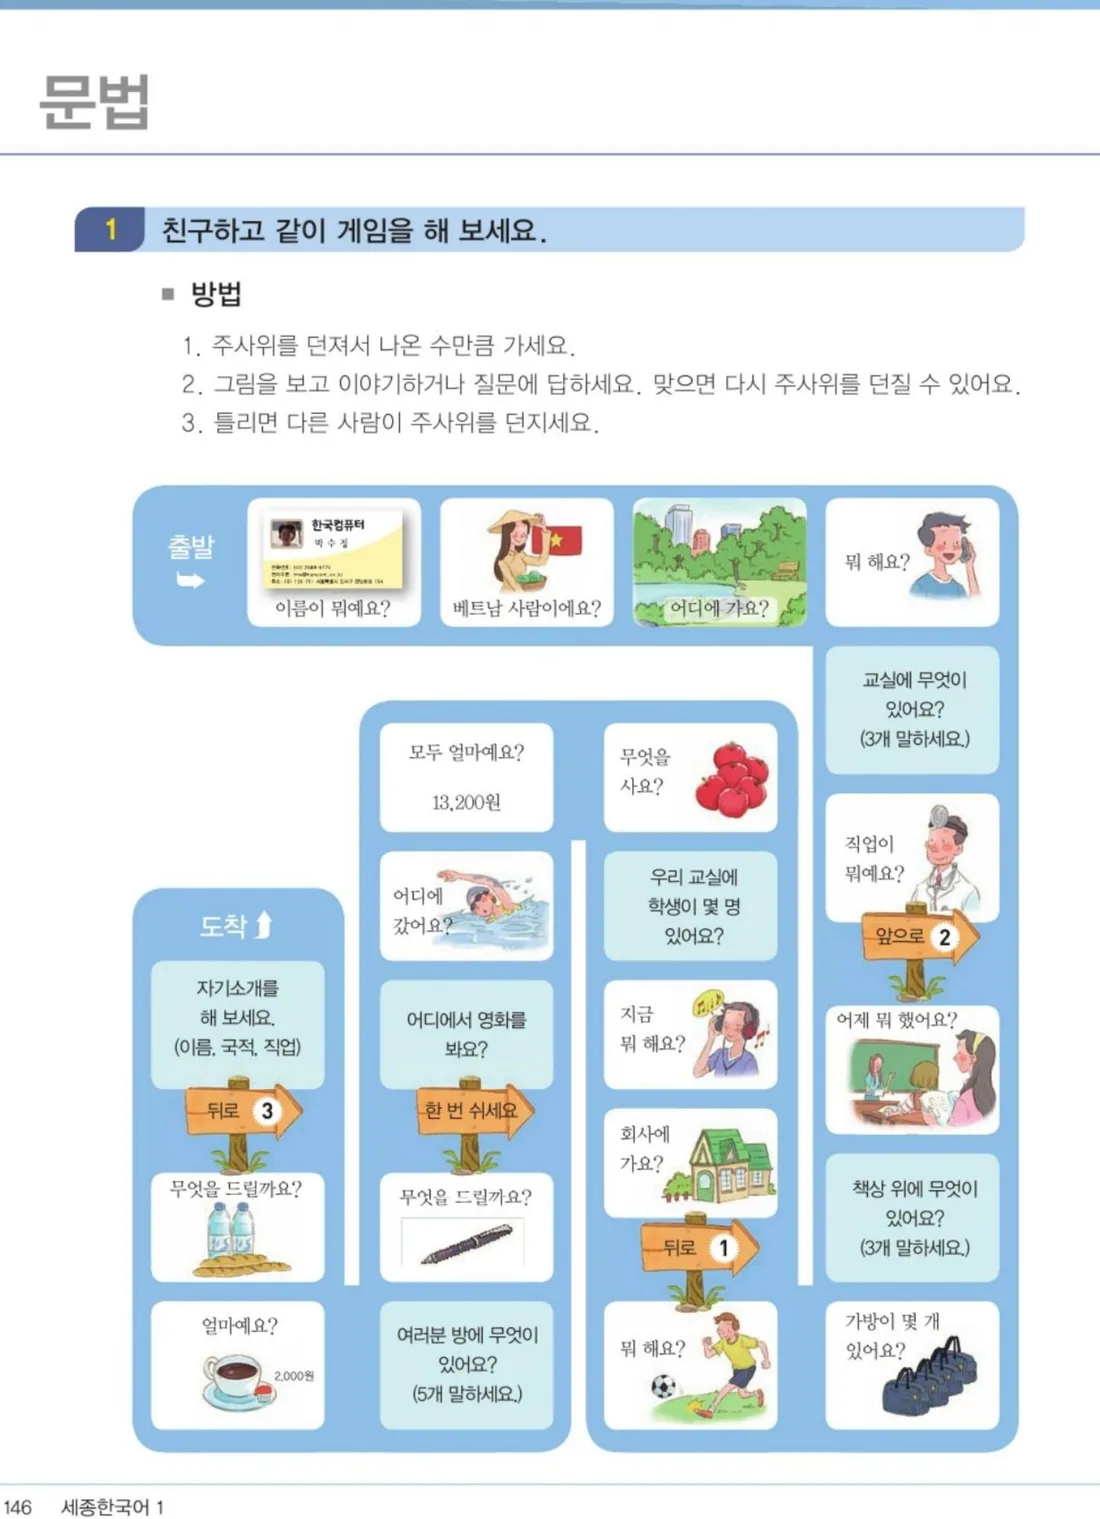 문법
1 친구하고 같이 게임을 해 보세요.
■ 방법
1. 주사위를 던져서 나온 수만큼 가세요.
2. 그림을 보고 이야기하거나 질문에 답하세요. 맞으면 다시 주사위를 던질 수 있어요.
3. 틀리면 다른 사람이 주사위를 던지세요.
출발
한국컴퓨터
박 수 정
이름이 뭐예요?
베트남 사람이에요?
어디에 가요?
뭐 해요?
교실에 무엇이
있어요?
(3개 말하세요.)
직업이
뭐예요?
앞으로 2
어제 뭐 했어요?
책상 위에 무엇이
있어요?
(3개 말하세요.)
가방이 몇 개
있어요?
뭐 해요?
뒤로 1
회사에
가요?
지금
뭐 해요?
우리 교실에
학생이 몇 명
있어요?
무엇을
사요?
모두 얼마예요?
13,200원
어디에
갔어요?
어디에서 영화를
봐요?
한 번 쉬세요
무엇을 드릴까요?
여러분 방에 무엇이
있어요?
(5개 말하세요.)
얼마예요?
2,000원
무엇을 드릴까요?
뒤로 3
자기소개를
해 보세요.
(이름, 국적, 직업)
도착
146 세종한국어 1